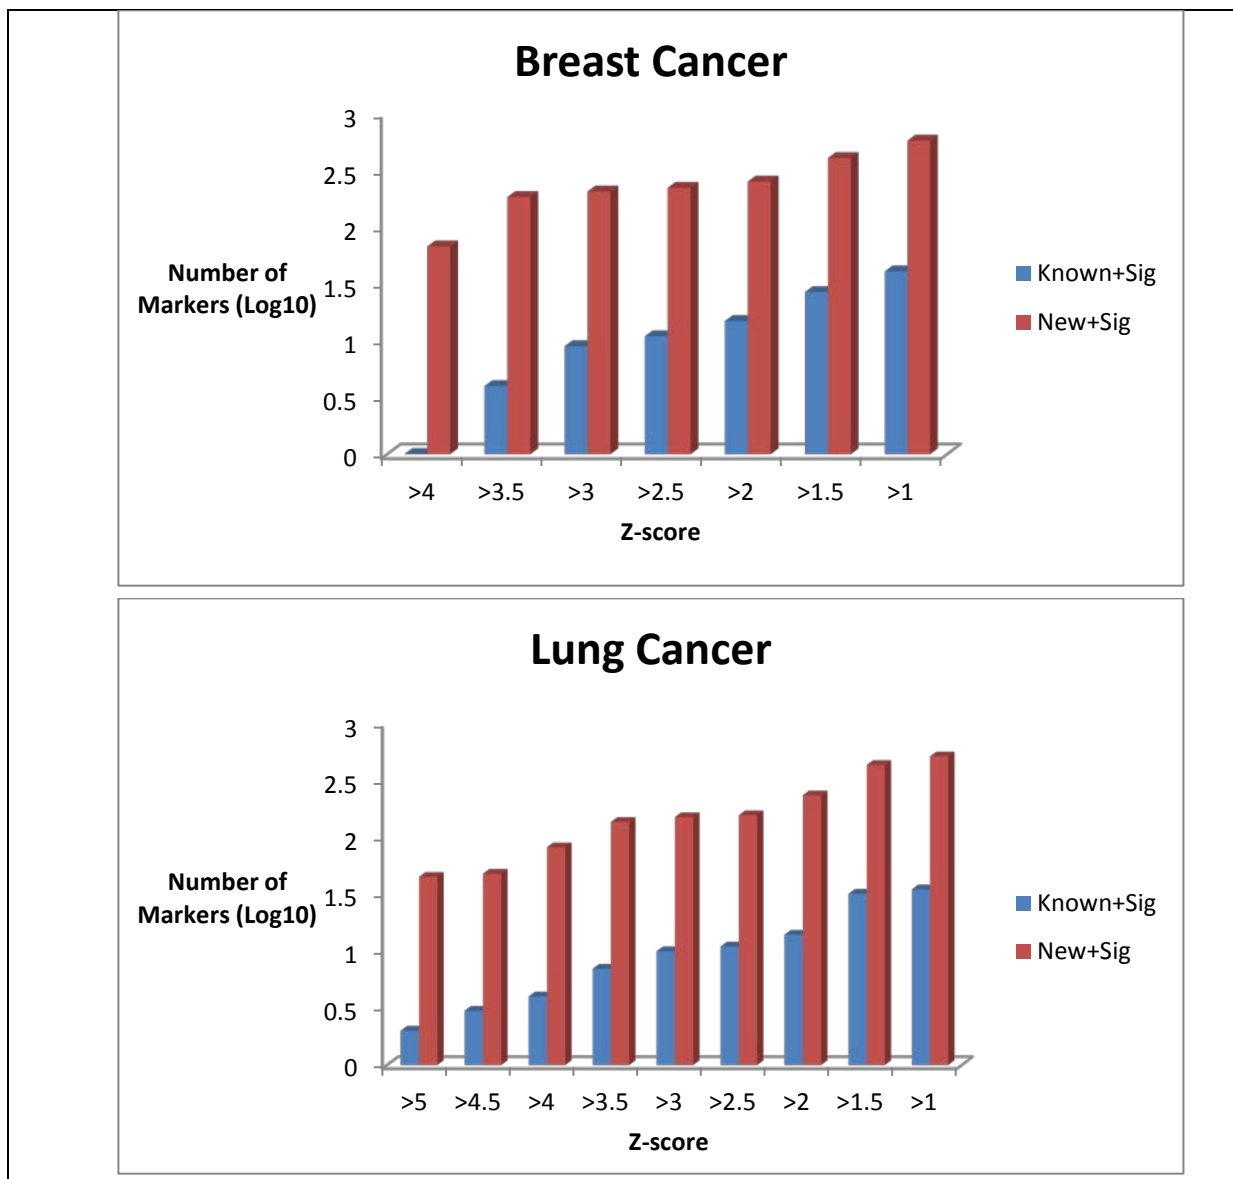 Breast Cancer
3
2.5
2
1.5
1
0.5
0
Number of
Markers (Log10)
>4 >3.5 >3 >2.5 >2 >1.5 >1
Z-score
Known+Sig
New+Sig
Lung Cancer
3
2.5
2
1.5
1
0.5
0
Number of
Markers (Log10)
>5 >4.5 >4 >3.5 >3 >2.5 >2 >1.5 >1
Z-score
Known+Sig
New+Sig